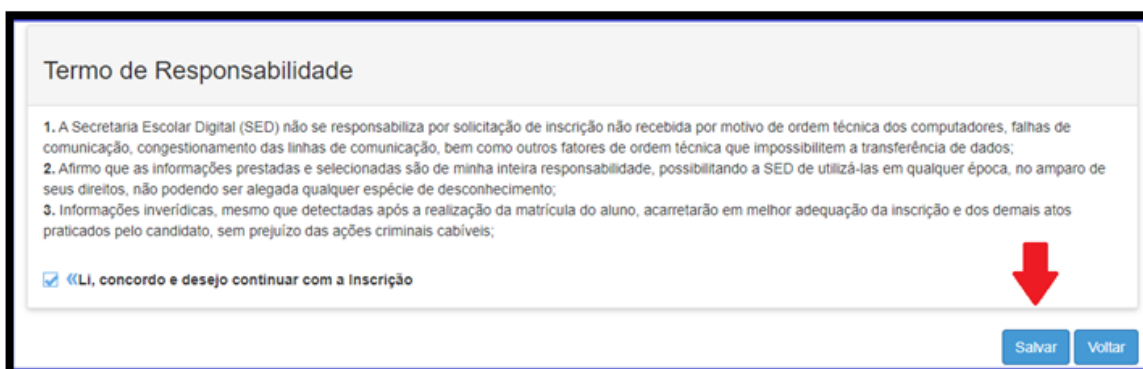 Termo de Responsabilidade
1. A Secretaria Escolar Digital (SED) não se responsabiliza por solicitação de inscrição não recebida por motivo de ordem técnica dos computadores, falhas de
comunicação, congestionamento das linhas de comunicação, bem como outros fatores de ordem técnica que impossibilitem a transferência de dados;
2. Afirmo que as informações prestadas e selecionadas são de minha inteira responsabilidade, possibilitando a SED de utilizá-las em qualquer época, no amparo de
seus direitos, não podendo ser alegada qualquer espécie de desconhecimento;
3. Informações inverídicas, mesmo que detectadas após a realização da matrícula do aluno, acarretarão em melhor adequação da inscrição e dos demais atos
praticados pelo candidato, sem prejuízo das ações criminais cabíveis;
«Li, concordo e desejo continuar com a Inscrição
Salvar Voltar